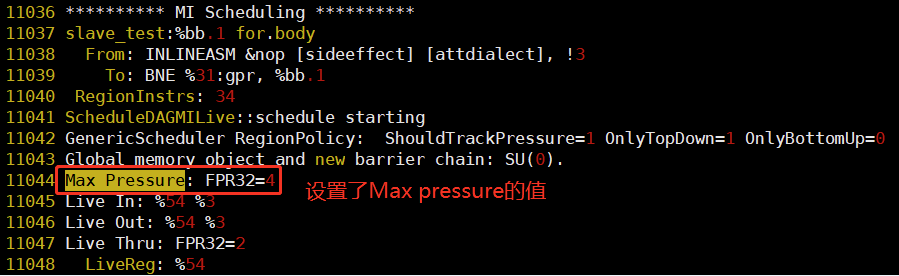 11036 ********** MI Scheduling **********
11037 slave_test:%bb.1 for.body
11038   From: INLINEASM &nop [sideeffect] [attdialect], !3
11039     To: BNE %31:gpr, %bb.1
11040  RegionInstrs: 34
11041 ScheduleDAGMILive::schedule starting
11042 GenericScheduler RegionPolicy:  ShouldTrackPressure=1 OnlyTopDown=1 OnlyBottomUp=0
11043 Global memory object and new barrier chain: SU(0).
11044 Max Pressure: FPR32=4
设置了Max pressure的值
11045 Live In: %54 %3
11046 Live Out: %54 %3
11047 Live Thru: FPR32=2
11048   LiveReg: %54